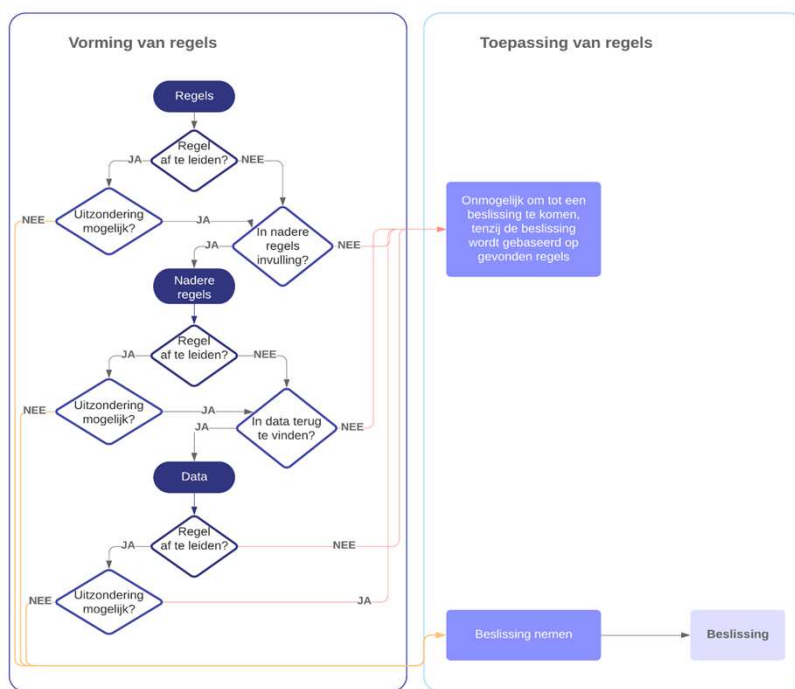 Vorming van regels
Toepassing van regels
Regels
Regel
af te leiden?
JA
NEE
Uitzondering
mogelijk?
NEE
JA
In nadere
regels
invulling?
JA
NEE
Onmogelijk om tot een
beslissing te komen,
tenzij de beslissing
wordt gebaseerd op
gevonden regels
Nadere
regels
Regel
af te leiden?
JA
NEE
Uitzondering
mogelijk?
NEE
JA
In data terug
te vinden?
JA
NEE
Data
Regel
af te leiden?
JA
NEE
Uitzondering
mogelijk?
NEE
JA
Beslissing nemen
Beslissing